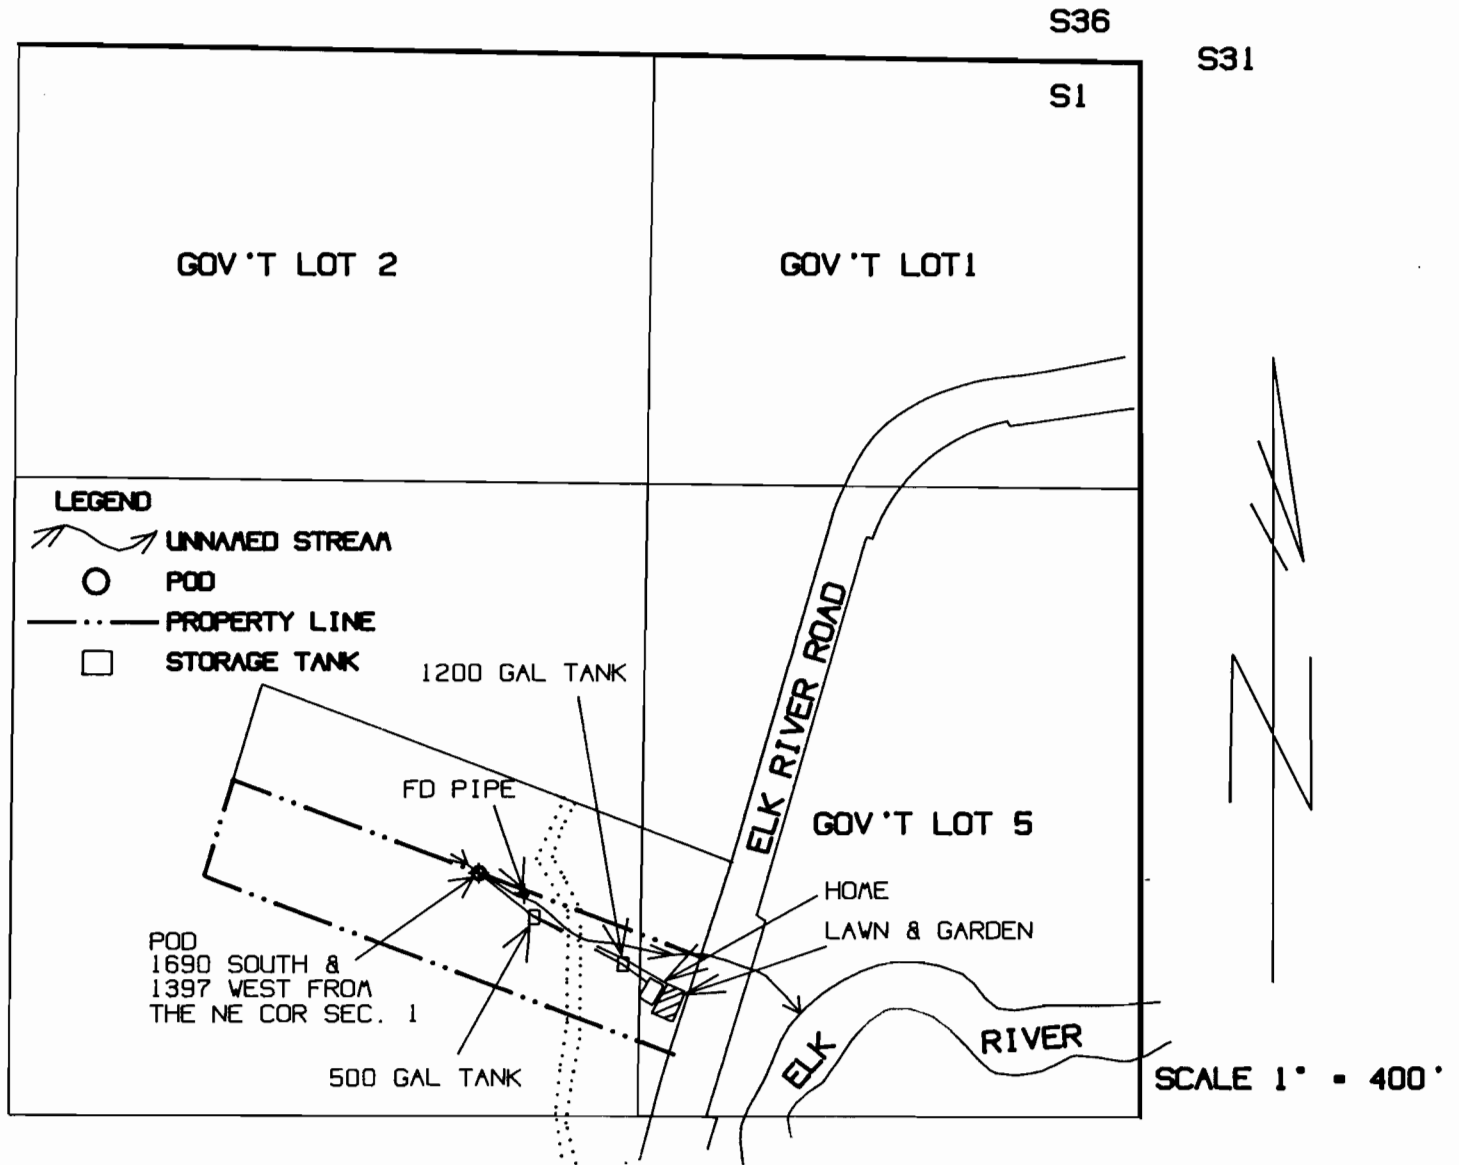 S36
S31
S1
GOV'T LOT 2
GOV'T LOT1
LEGEND
UNNAMED STREAM
POD
PROPERTY LINE
STORAGE TANK
1200 GAL TANK
FD PIPE
ELK RIVER ROAD
GOV'T LOT 5
HOME
LAWN & GARDEN
POD
1690 SOUTH &
1397 WEST FROM
THE NE COR SEC. 1
500 GAL TANK
ELK
RIVER
SCALE 1" = 400'
N